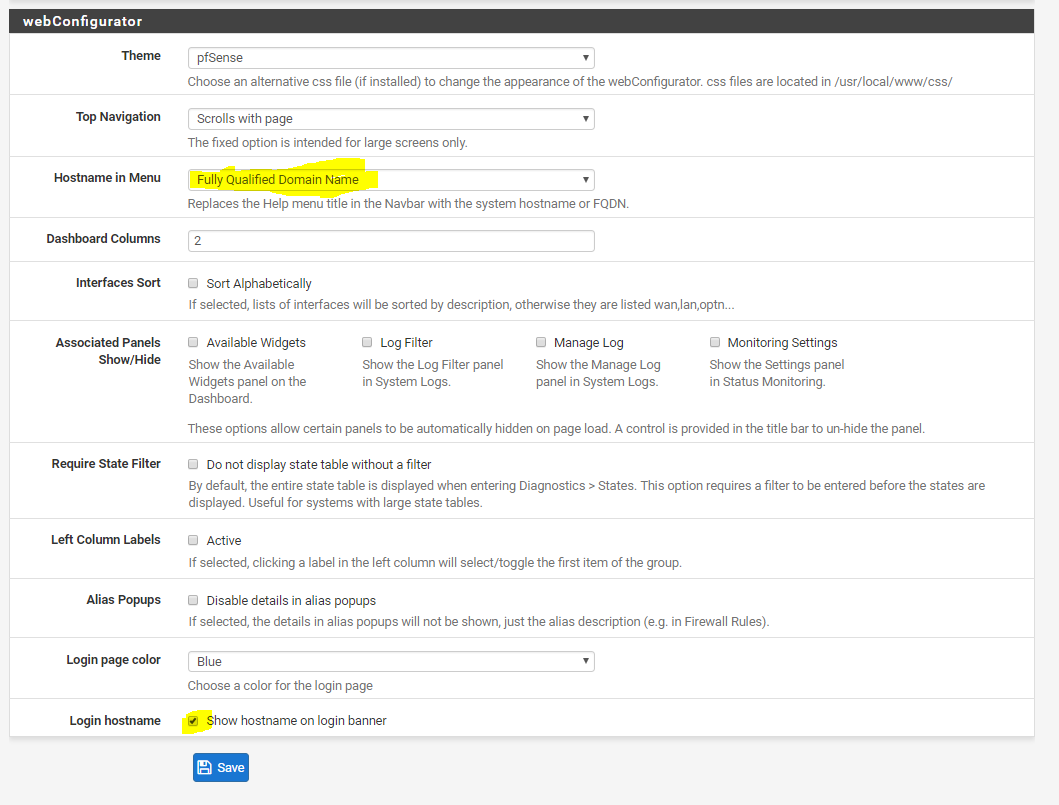 webConfigurator
Theme
pfSense
Choose an alternative css file (if installed) to change the appearance of the webConfigurator. css files are located in /usr/local/www/css/
Top Navigation
Scrolls with page
The fixed option is intended for large screens only.
Hostname in Menu
Fully Qualified Domain Name
Replaces the Help menu title in the Navbar with the system hostname or FQDN.
Dashboard Columns
2
Interfaces Sort
Sort Alphabetically
If selected, lists of interfaces will be sorted by description, otherwise they are listed wan,lan,optn...
Associated Panels
Show/Hide
Available Widgets
Show the Available
Widgets panel on the
Dashboard.
Log Filter
Show the Log Filter panel
in System Logs.
Manage Log
Show the Manage Log
panel in System Logs.
Monitoring Settings
Show the Settings panel
in Status Monitoring.
These options allow certain panels to be automatically hidden on page load. A control is provided in the title bar to un-hide the panel.
Require State Filter
Do not display state table without a filter
By default, the entire state table is displayed when entering Diagnostics > States. This option requires a filter to be entered before the states are
displayed. Useful for systems with large state tables.
Left Column Labels
Active
If selected, clicking a label in the left column will select/toggle the first item of the group.
Alias Popups
Disable details in alias popups
If selected, the details in alias popups will not be shown, just the alias description (e.g. in Firewall Rules).
Login page color
Blue
Choose a color for the login page
Login hostname
Show hostname on login banner
Save